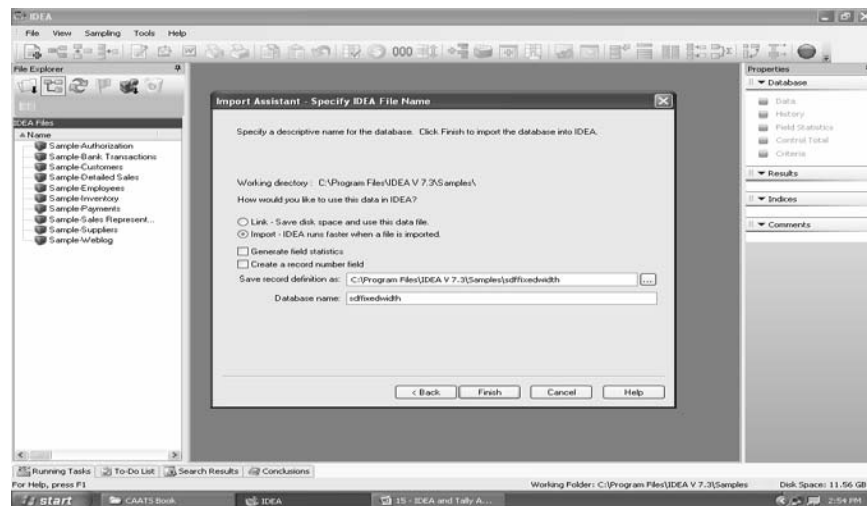 IDEA
File View Sampling Tools Help
000
File Explorer
Properties
Database
Data
History
Field Statistics
Control Total
Criteria
Results
Indices
Comments
IDEA Files
Name
Sample-Authorization
Sample-Bank Transactions
Sample-Customers
Sample-Detailed Sales
Sample-Employees
Sample-Inventory
Sample-Payments
Sample-Sales Represent...
Sample-Suppliers
Sample-Weblog
Import Assistant - Specify IDEA File Name
Specify a descriptive name for the database. Click Finish to import the database into IDEA.
Working directory : C:\Program Files\IDEA V 7.3\Samples\
How would you like to use this data in IDEA?
Link - Save disk space and use this data file.
Import - IDEA runs faster when a file is imported.
Generate field statistics
Create a record number field
Save record definition as: C:\Program Files\IDEA V 7.3\Samples\sdffixedwidth ...
Database name: sdffixedwidth
< Back Finish Cancel Help
Running Tasks To-Do List Search Results Conclusions
For Help, press F1 Working Folder: C:\Program Files\IDEA V 7.3\Samples Disk Space: 11.56 GB
start CAATS Book IDEA 15 - IDEA and Tally A... 2:54 PM